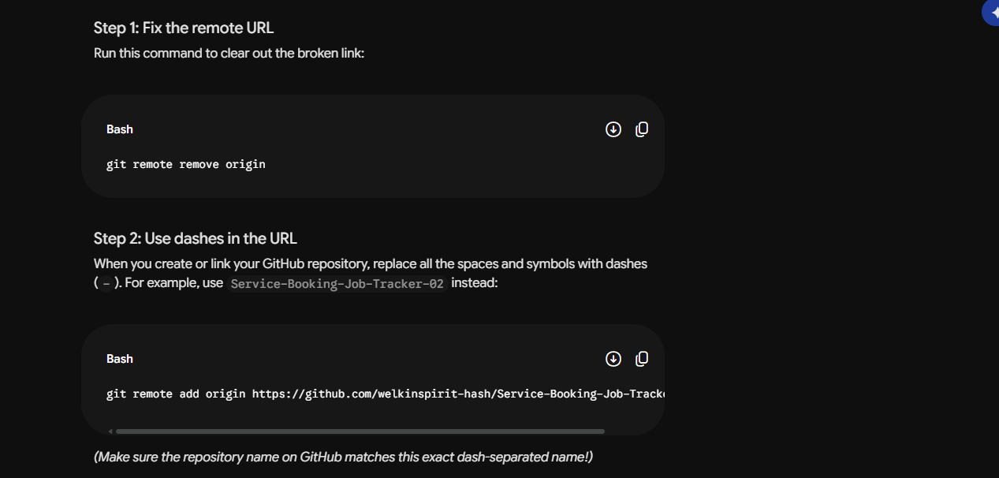 Step 1: Fix the remote URL
Run this command to clear out the broken link:
Bash
git remote remove origin
Step 2: Use dashes in the URL
When you create or link your GitHub repository, replace all the spaces and symbols with dashes
( - ). For example, use Service-Booking-Job-Tracker-02 instead:
Bash
git remote add origin https://github.com/welkinspirit-hash/Service-Booking-Job-Track
(Make sure the repository name on GitHub matches this exact dash-separated name!)